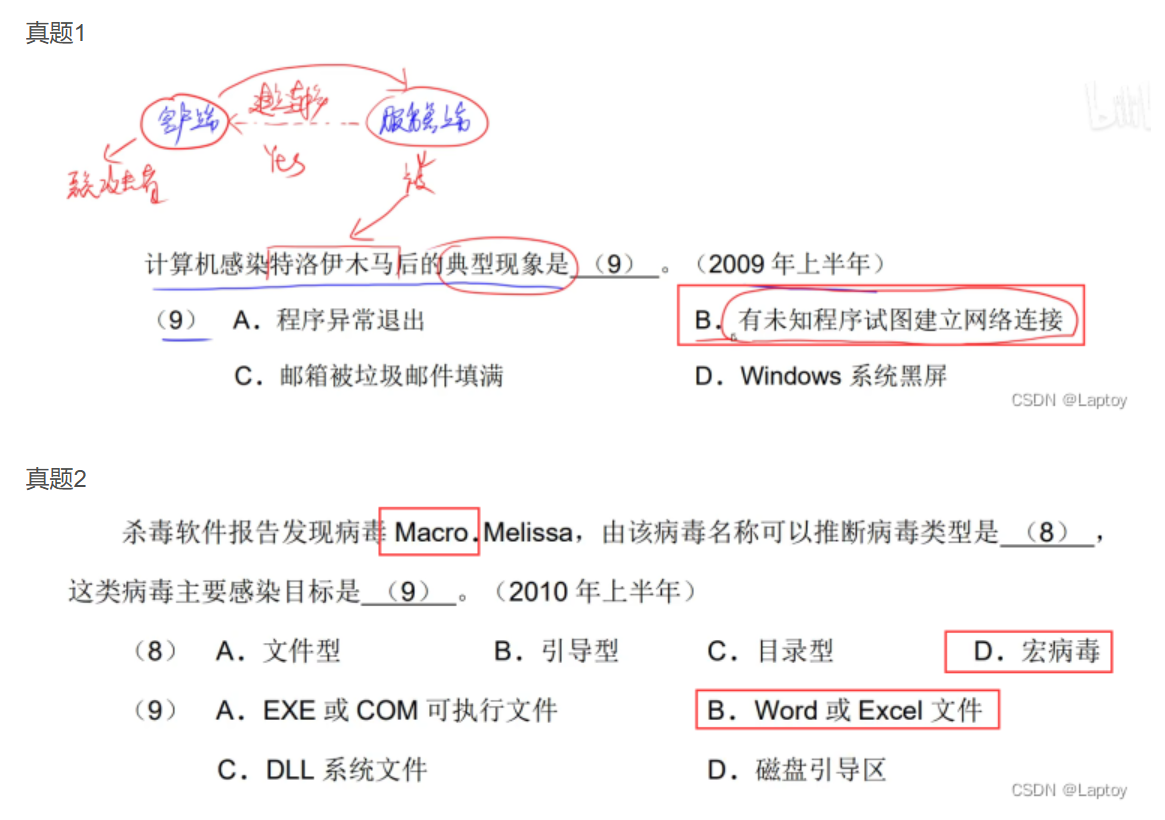 真题1
客户端
服务器端
Yes
被
计算机感染特洛伊木马后的典型现象是（9）。（2009 年上半年）
（9） A．程序异常退出 B．有未知程序试图建立网络连接
C．邮箱被垃圾邮件填满 D．Windows 系统黑屏
CSDN @Laptoy
真题2
杀毒软件报告发现病毒 Macro.Melissa，由该病毒名称可以推断病毒类型是（8），
这类病毒主要感染目标是（9）。（2010 年上半年）
（8） A．文件型 B．引导型 C．目录型 D．宏病毒
（9） A．EXE 或 COM 可执行文件 B．Word 或 Excel 文件
C．DLL 系统文件 D．磁盘引导区
CSDN @Laptoy